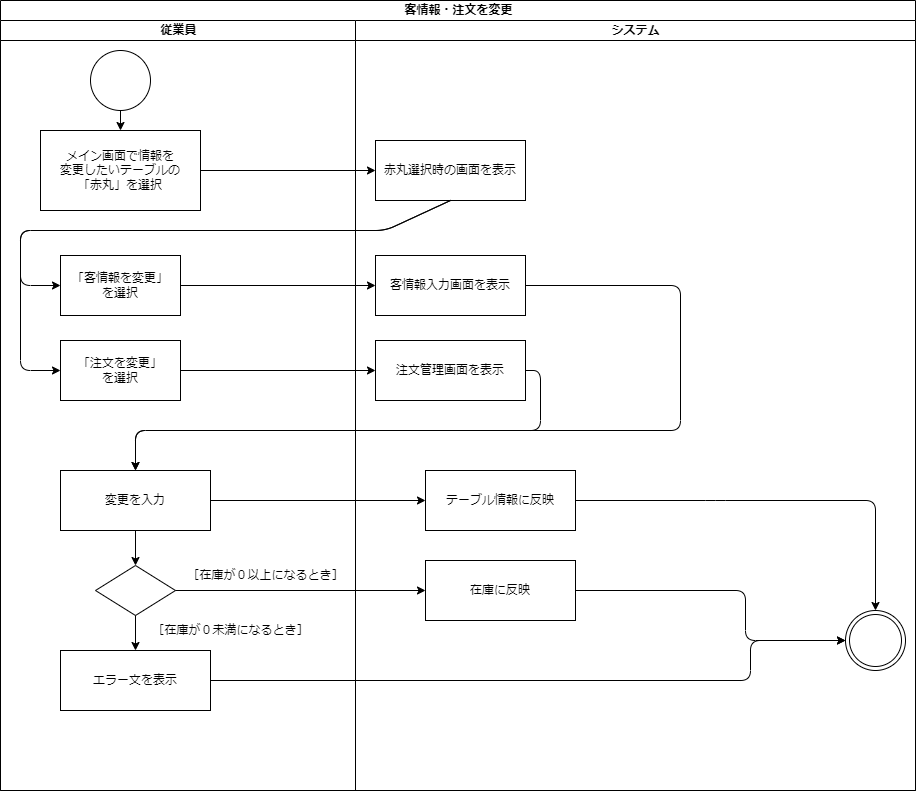 客情報・注文を変更
従業員
システム
メイン画面で情報を
変更したいテーブルの
「赤丸」を選択
赤丸選択時の画面を表示
「客情報を変更」
を選択
客情報入力画面を表示
「注文を変更」
を選択
注文管理画面を表示
変更を入力
テーブル情報に反映
［在庫が０以上になるとき］
在庫に反映
［在庫が０未満になるとき］
エラー文を表示